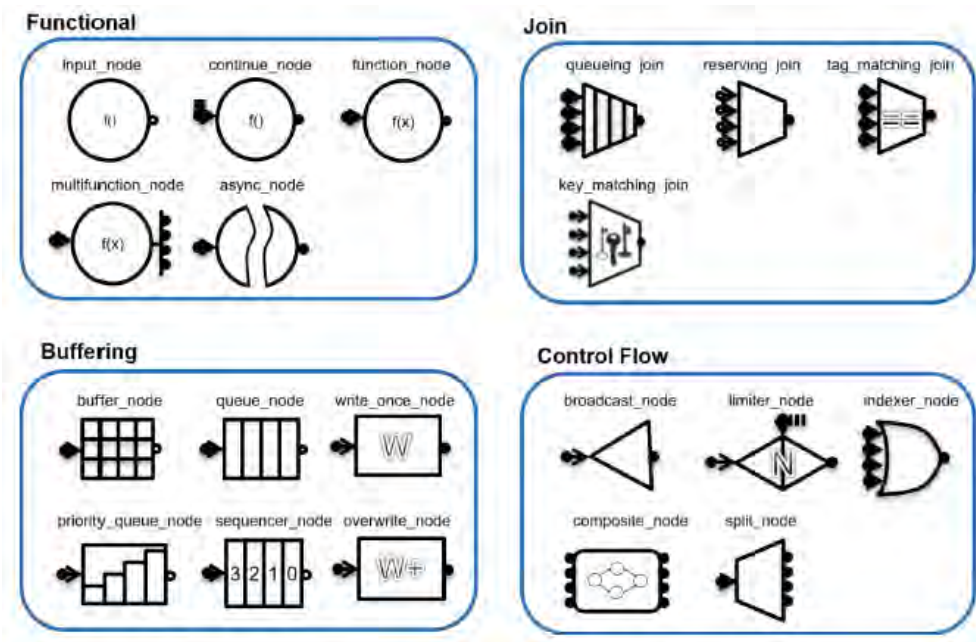 Functional
input_node continue_node function_node
f() f() f(x)
multifunction_node async_node
f(x)
Join
queueing join reserving join tag_matching join
key_matching join
Buffering
buffer_node queue_node write_once_node
W
priority_queue_node sequencer_node overwrite_node
3 2 1 0 W+
Control Flow
broadcast_node limiter_node indexer_node
N
composite_node split_node